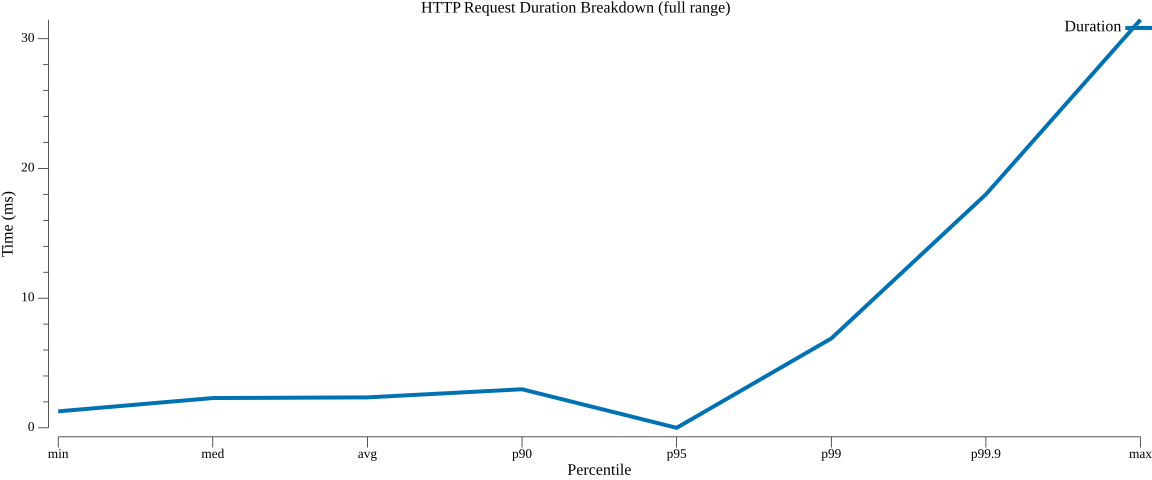 HTTP Request Duration Breakdown (full range)
Duration
30
20
10
0
Time (ms)
min med avg p90 p95 p99 p99.9 max
Percentile